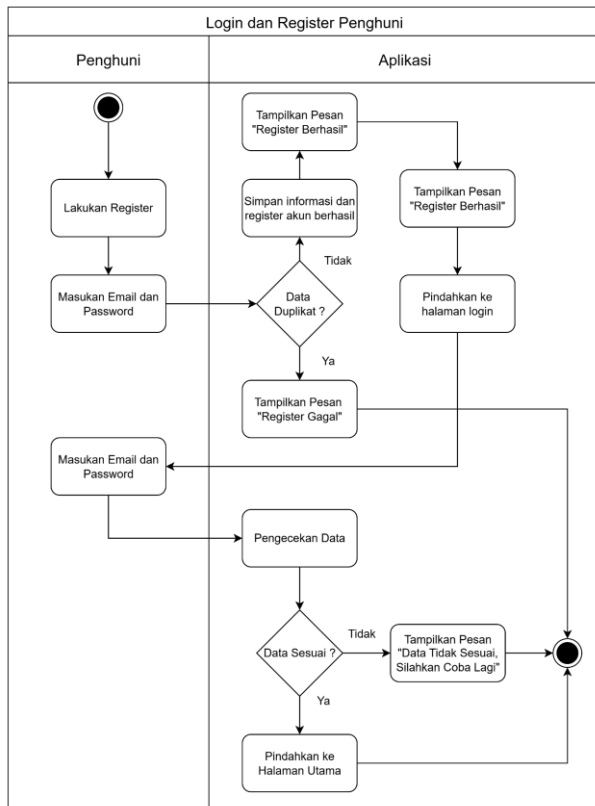 Login dan Register Penghuni
Penghuni
Aplikasi
Lakukan Register
Masukan Email dan
Password
Tampilkan Pesan
"Register Berhasil"
Simpan informasi dan
register akun berhasil
Tidak
Data
Duplikat ?
Ya
Tampilkan Pesan
"Register Gagal"
Tampilkan Pesan
"Register Berhasil"
Pindahkan ke
halaman login
Masukan Email dan
Password
Pengecekan Data
Data Sesuai ?
Tidak
Tampilkan Pesan
"Data Tidak Sesuai,
Silahkan Coba Lagi"
Ya
Pindahkan ke
Halaman Utama